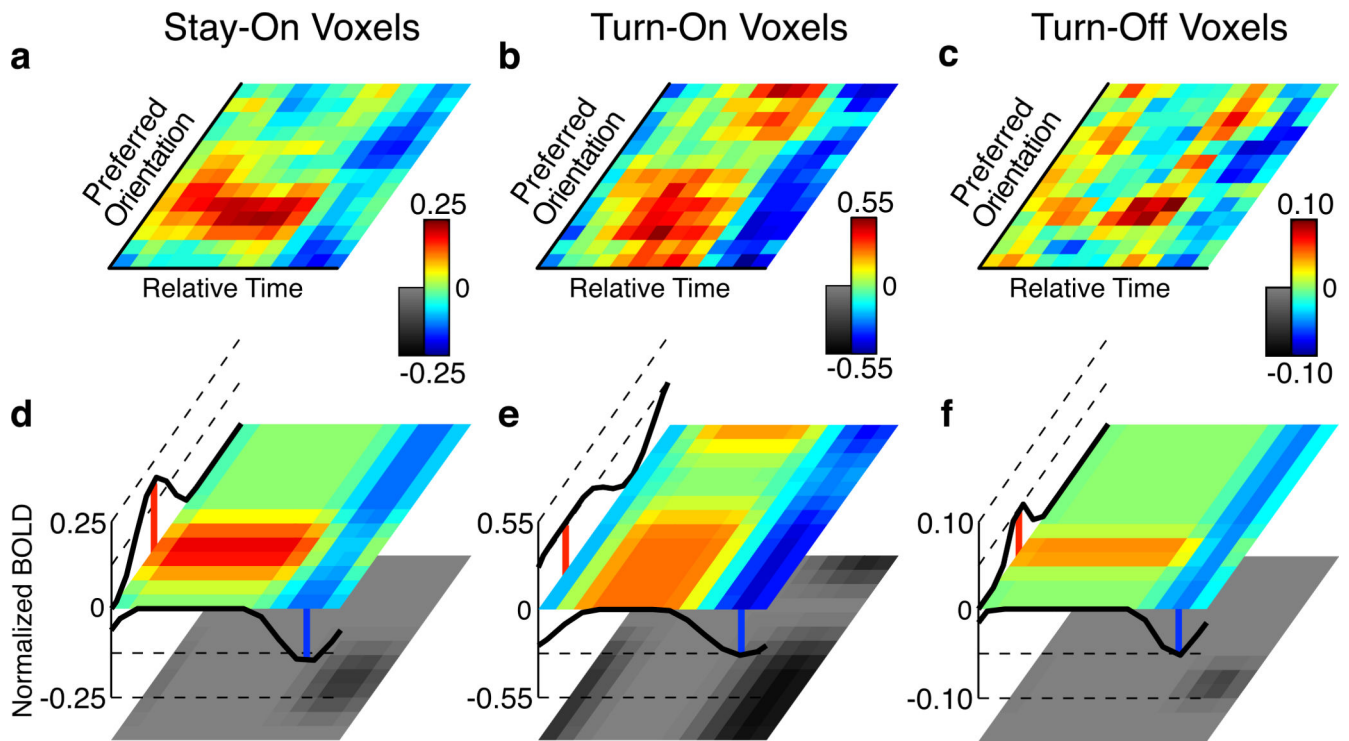 Stay-On Voxels
Turn-On Voxels
Turn-Off Voxels
a
b
c
Preferred
Orientation
Preferred
Orientation
Preferred
Orientation
0.25
0
-0.25
0.55
0
-0.55
0.10
0
-0.10
Relative Time
Relative Time
Relative Time
d
e
f
Normalized BOLD
0.25
0
-0.25
0.55
0
-0.55
0.10
0
-0.10